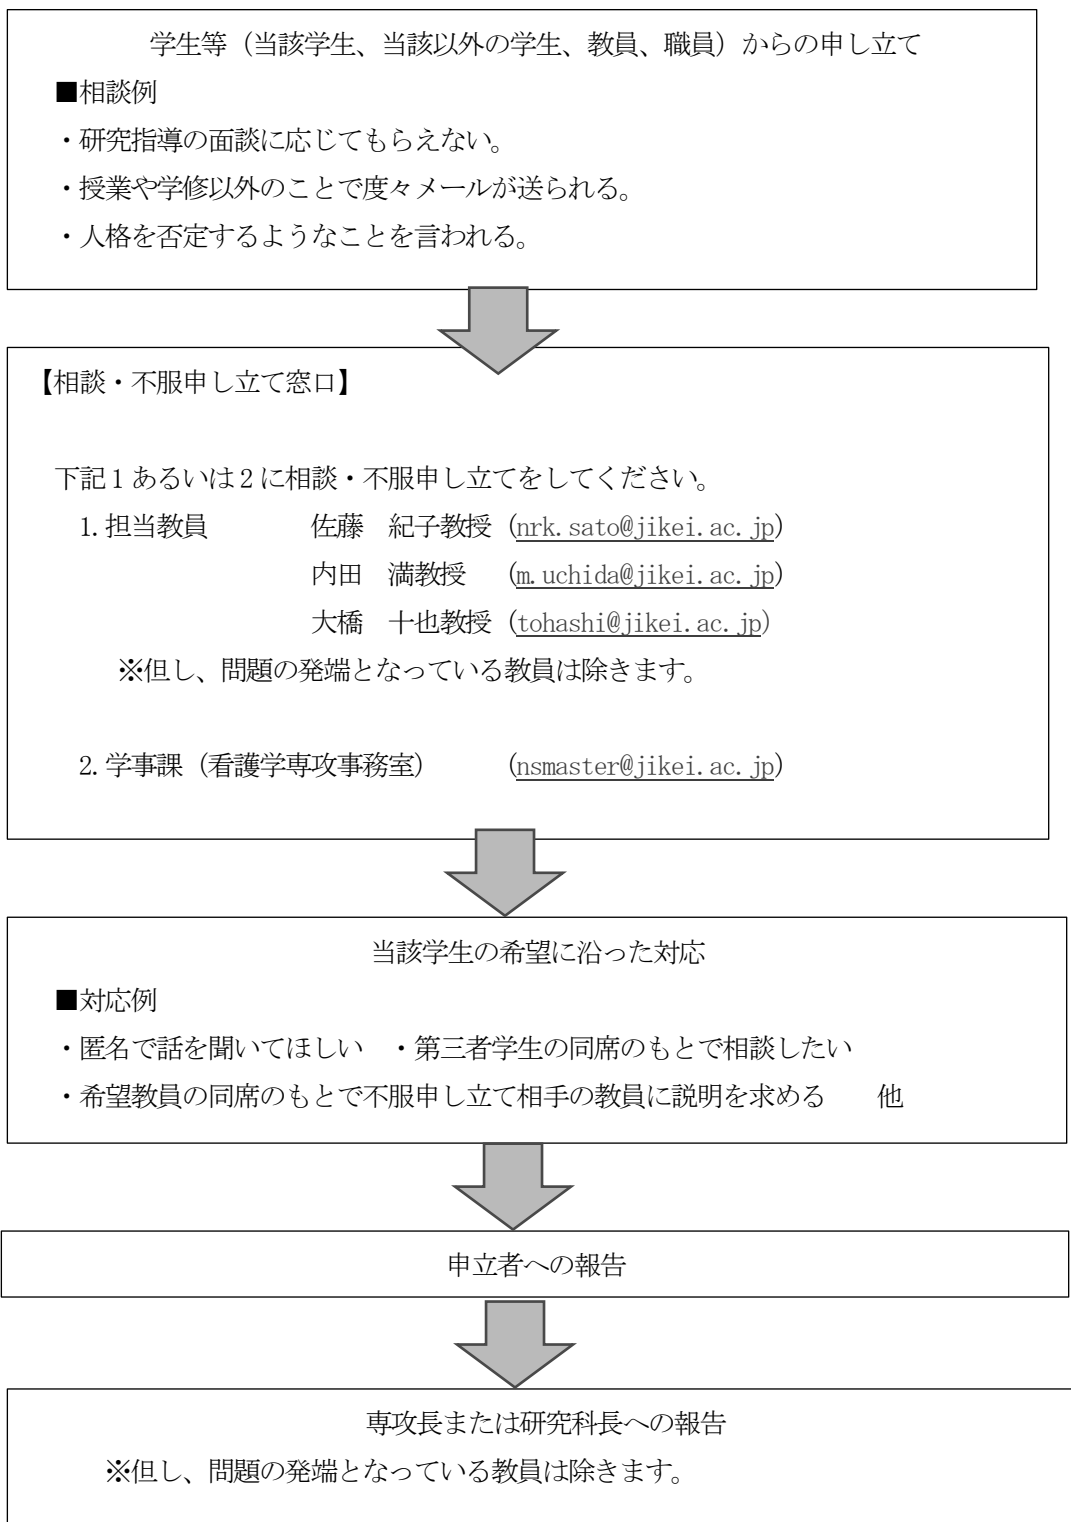 学生等（当該学生、当該以外の学生、教員、職員）からの申し立て
■相談例
・研究指導の面談に応じてもらえない。
・授業や学修以外のことで度々メールが送られる。
・人格を否定するようなことを言われる。
【相談・不服申し立て窓口】
下記1あるいは2に相談・不服申し立てをしてください。
1.担当教員　佐藤　紀子教授（nrk.sato@jikei.ac.jp）
内田　満教授　（m.uchida@jikei.ac.jp）
大橋　十也教授（tohashi@jikei.ac.jp）
※但し、問題の発端となっている教員は除きます。
2.学事課（看護学専攻事務室）　（nsmaster@jikei.ac.jp）
当該学生の希望に沿った対応
■対応例
・匿名で話を聞いてほしい　・第三者学生の同席のもとで相談したい
・希望教員の同席のもとで不服申し立て相手の教員に説明を求める　他
申立者への報告
専攻長または研究科長への報告
※但し、問題の発端となっている教員は除きます。